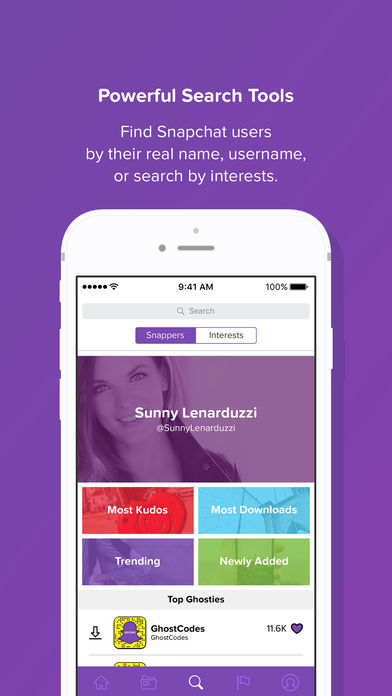 Powerful Search Tools
Find Snapchat users
by their real name, username,
or search by interests.
9:41 AM
100%
Search
Snappers Interests
Sunny Lenarduzzi
@SunnyLenarduzzi
Most Kudos Most Downloads
Trending Newly Added
Top Ghosties
GhostCodes 11.6K
GhostCodes